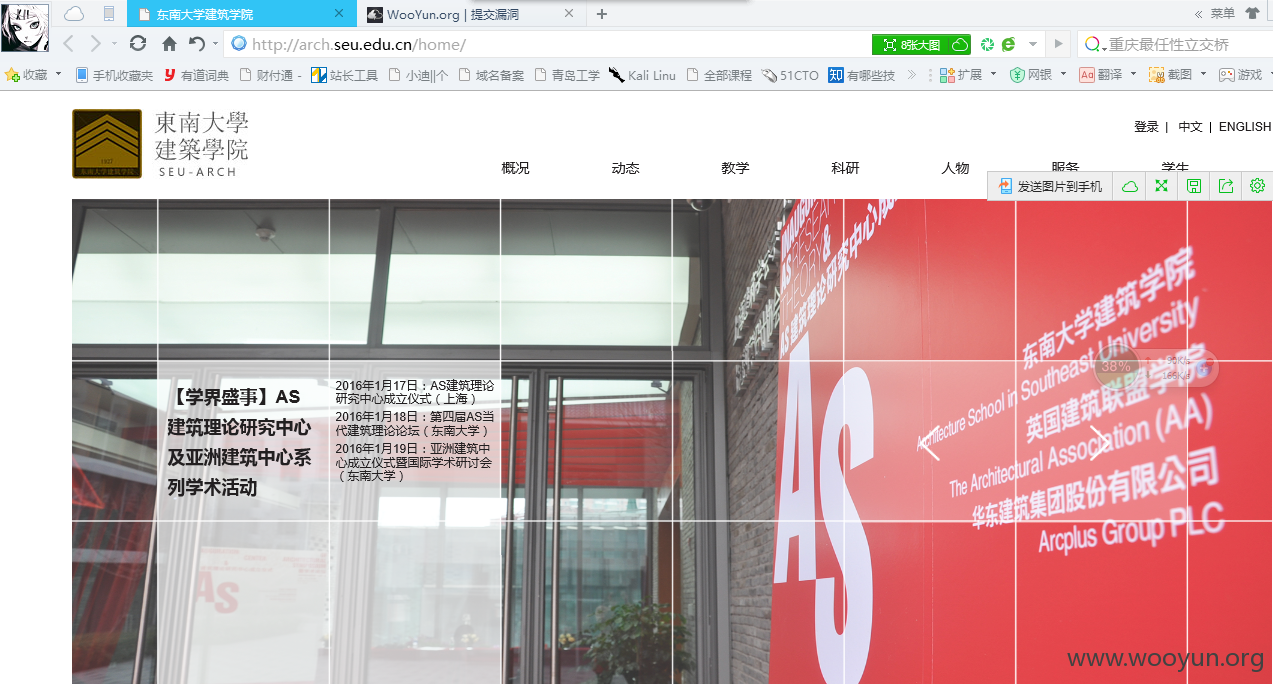 东南大学建筑学院
WooYun.org | 提交漏洞
菜单
http://arch.seu.edu.cn/home/
8张大图
重庆最任性立交桥
收藏
手机收藏夹
有道词典
财付通 -
站长工具
小迪||个
域名备案
青岛工学
Kali Linu
全部课程
51CTO
有哪些技
扩展
网银
翻译
截图
游戏
東南大學
建築學院
SEU-ARCH
登录 | 中文 | ENGLISH
概况 动态 教学 科研 人物 服务 学生
发送图片到手机
【学界盛事】AS
建筑理论研究中心
及亚洲建筑中心系
列学术活动
2016年1月17日：AS建筑理论
研究中心成立仪式（上海）
2016年1月18日：第四届AS当
代建筑理论论坛（东南大学）
2016年1月19日：亚洲建筑中
心成立仪式暨国际学术研讨会
（东南大学）
AS
AS
东南大学建筑学院
Architecture School in Southeast University
英国建筑联盟学院
The Architectural Association (AA)
华东建筑集团股份有限公司
Arcplus Group PLC
38%
www.wooyun.org